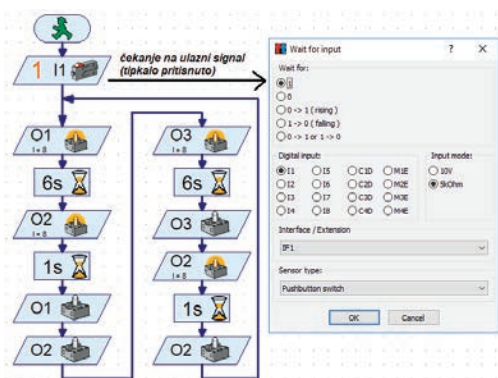 1 I1
čekanje na ulazni signal
(tipkalo pritisnuto)
O1
I = 8
6s
O2
I = 8
1s
O1
O2
O3
I = 8
6s
O3
O2
I = 8
1s
O2
Wait for input
? X
Wait for:
1
0
0 -> 1 ( rising )
1 -> 0 ( falling )
0 -> 1 or 1 -> 0
Digital input:
I1 I5 C1D M1E
I2 I6 C2D M2E
I3 I7 C3D M3E
I4 I8 C4D M4E
Input mode:
10V
5kOhm
Interface / Extension
IF1
Sensor type:
Pushbutton switch
OK Cancel